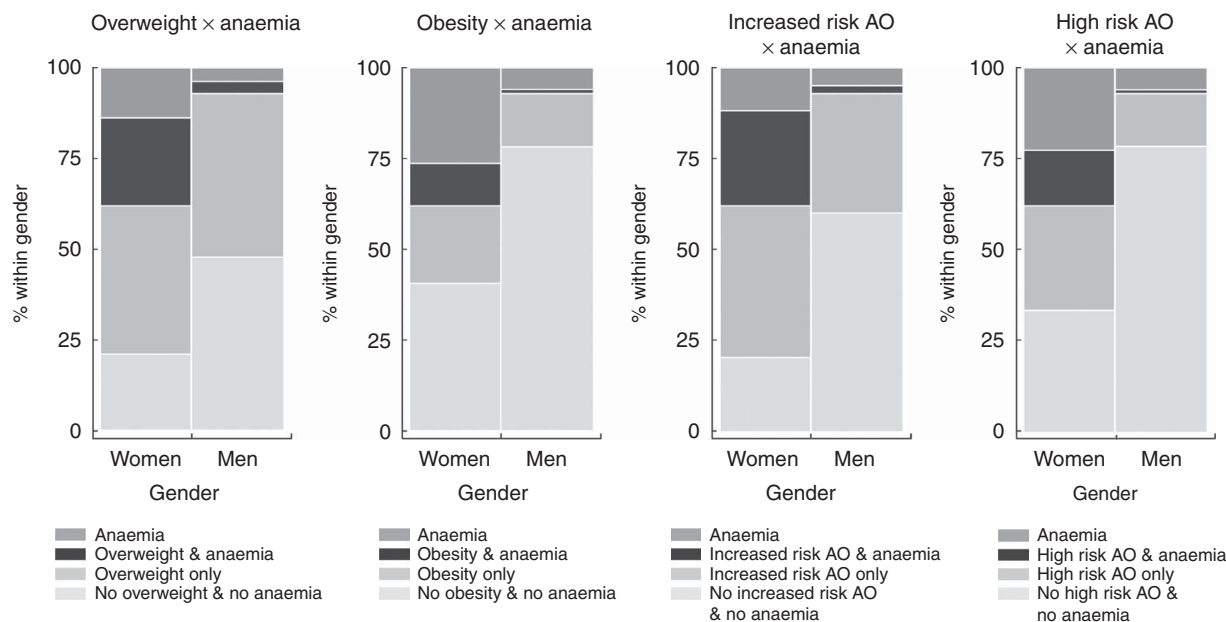 Overweight × anaemia
100
75
50
25
0
% within gender
Women Men
Gender
Anaemia
Overweight & anaemia
Overweight only
No overweight & no anaemia
Obesity × anaemia
100
75
50
25
0
% within gender
Women Men
Gender
Anaemia
Obesity & anaemia
Obesity only
No obesity & no anaemia
Increased risk AO
× anaemia
100
75
50
25
0
% within gender
Women Men
Gender
Anaemia
Increased risk AO & anaemia
Increased risk AO only
No increased risk AO
& no anaemia
High risk AO
× anaemia
100
75
50
25
0
% within gender
Women Men
Gender
Anaemia
High risk AO & anaemia
High risk AO only
No high risk AO &
no anaemia